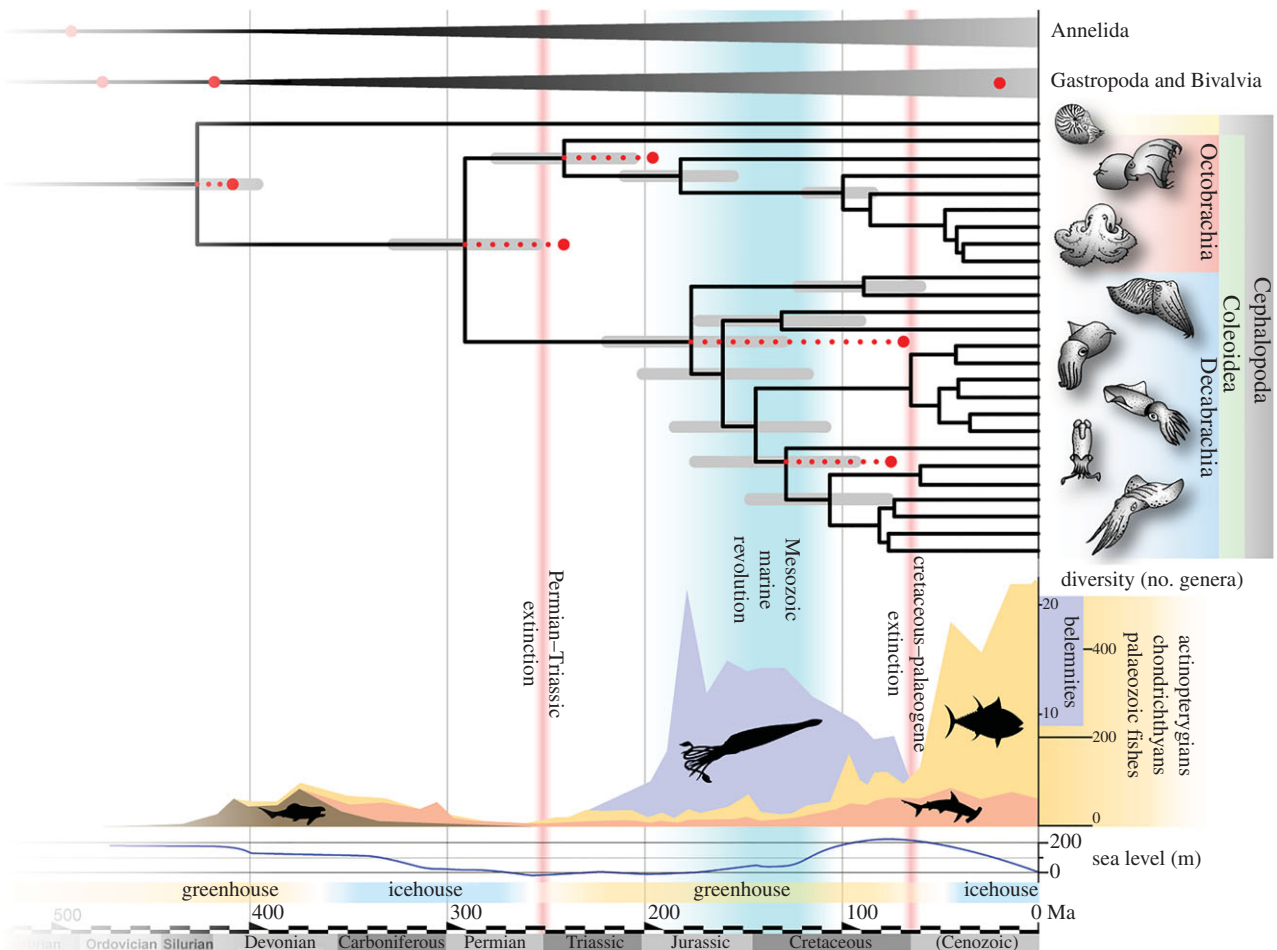 Annelida
Gastropoda and Bivalvia
Octobrachia
Decabrachia
Coleoidea
Cephalopoda
Permian–Triassic
extinction
Mesozoic
marine
revolution
cretaceous–palaeogene
extinction
diversity (no. genera)
20
10
belemmites
400
200
0
actinopterygians
chondrichthyans
palaeozoic fishes
200
0
sea level (m)
greenhouse
icehouse
greenhouse
icehouse
500
400
300
200
100
0 Ma
Ordovician
Silurian
Devonian
Carboniferous
Permian
Triassic
Jurassic
Cretaceous
(Cenozoic)